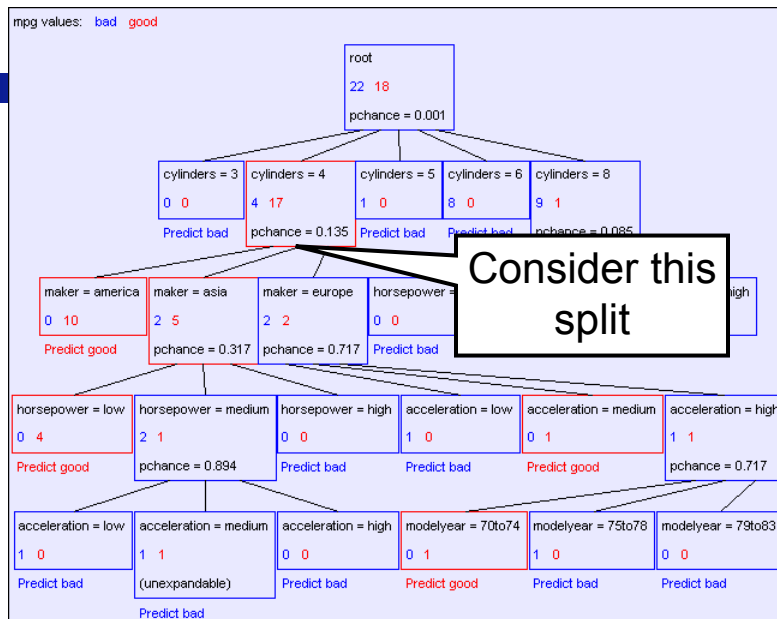 mpg values: bad good
root
22 18
pchance = 0.001
cylinders = 3 cylinders = 4 cylinders = 5 cylinders = 6 cylinders = 8
0 0 4 17 1 0 8 0 9 1
Predict bad pchance = 0.135 Predict bad Predict bad pchance = 0.085
Consider this
split
maker = america maker = asia maker = europe horsepower = high
0 10 2 5 2 2 0 0
Predict good pchance = 0.317 pchance = 0.717 Predict bad
horsepower = low horsepower = medium horsepower = high acceleration = low acceleration = medium acceleration = high
0 4 2 1 0 0 1 0 0 1 1 1
Predict good pchance = 0.894 Predict bad Predict bad Predict good pchance = 0.717
acceleration = low acceleration = medium acceleration = high modelyear = 70to74 modelyear = 75to78 modelyear = 79to83
1 0 1 1 0 0 0 1 1 0 0 0
Predict bad (unexpandable) Predict bad Predict good Predict bad Predict bad
Predict bad